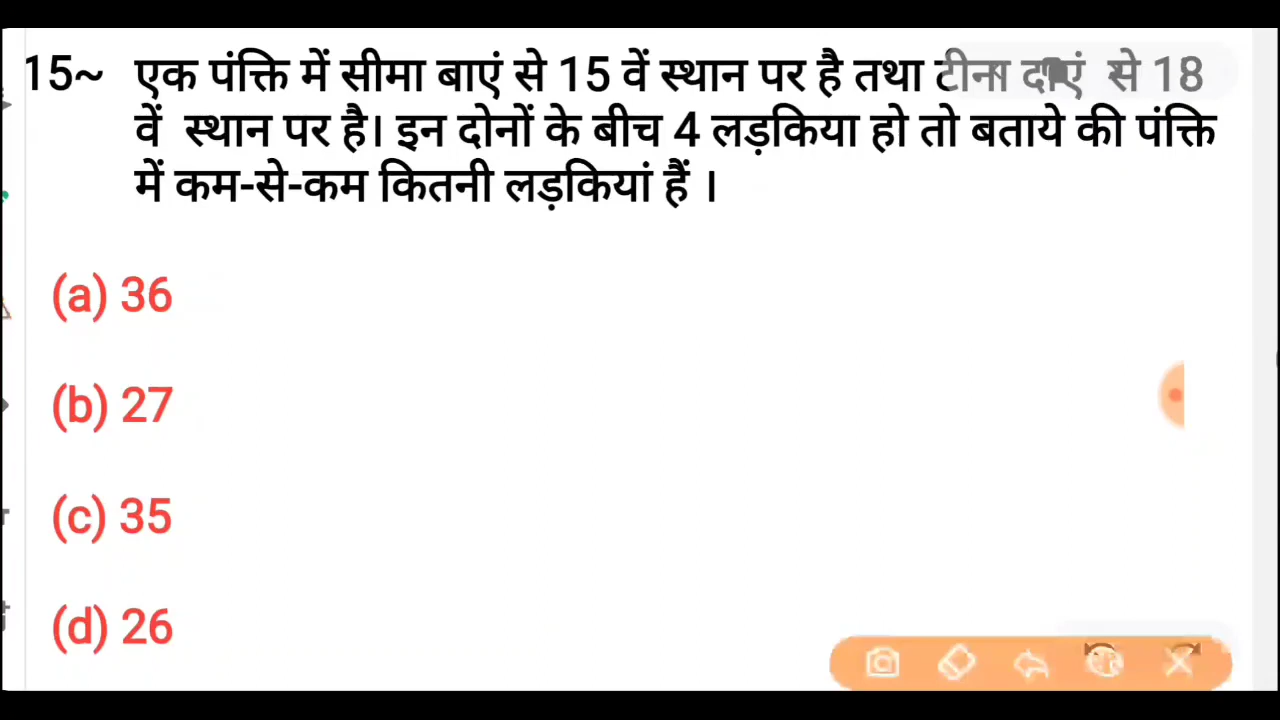 15~ एक पंक्ति में सीमा बाएं से 15 वें स्थान पर है तथा टीना दाएं से 18
वें स्थान पर है। इन दोनों के बीच 4 लड़किया हो तो बताये की पंक्ति
में कम-से-कम कितनी लड़कियां हैं ।
(a) 36
(b) 27
(c) 35
(d) 26